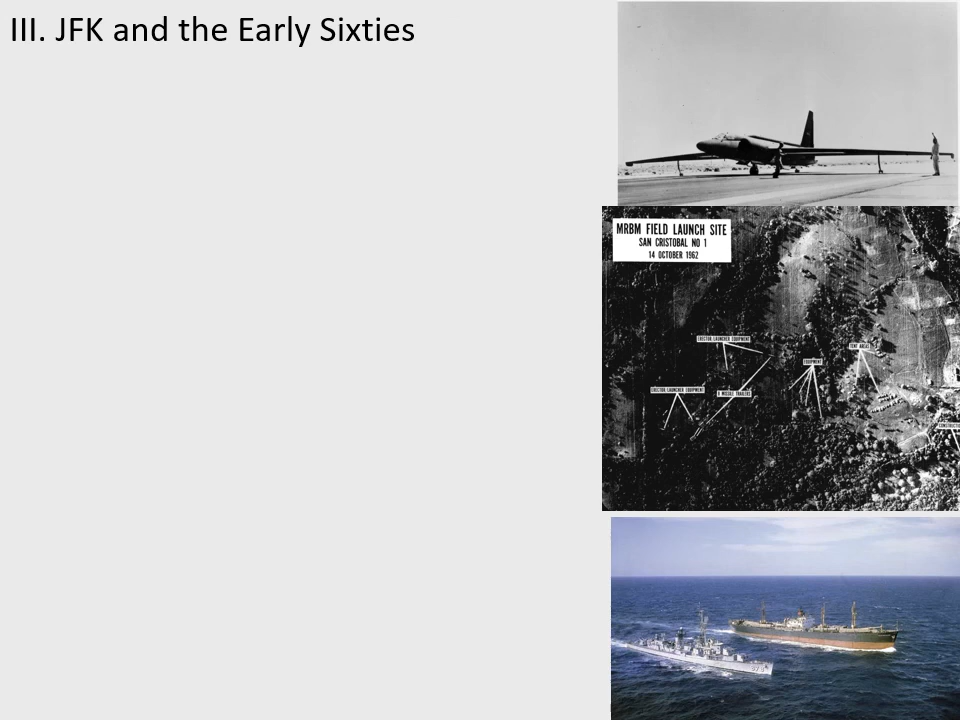 III. JFK and the Early Sixties
MRBM FIELD LAUNCH SITE
SAN CRISTOBAL NO 1
14 OCTOBER 1962
ERECTOR/LAUNCHER EQUIPMENT
TENT AREAS
EQUIPMENT
ERECTOR/LAUNCHER EQUIPMENT
8 MISSILE TRAILERS